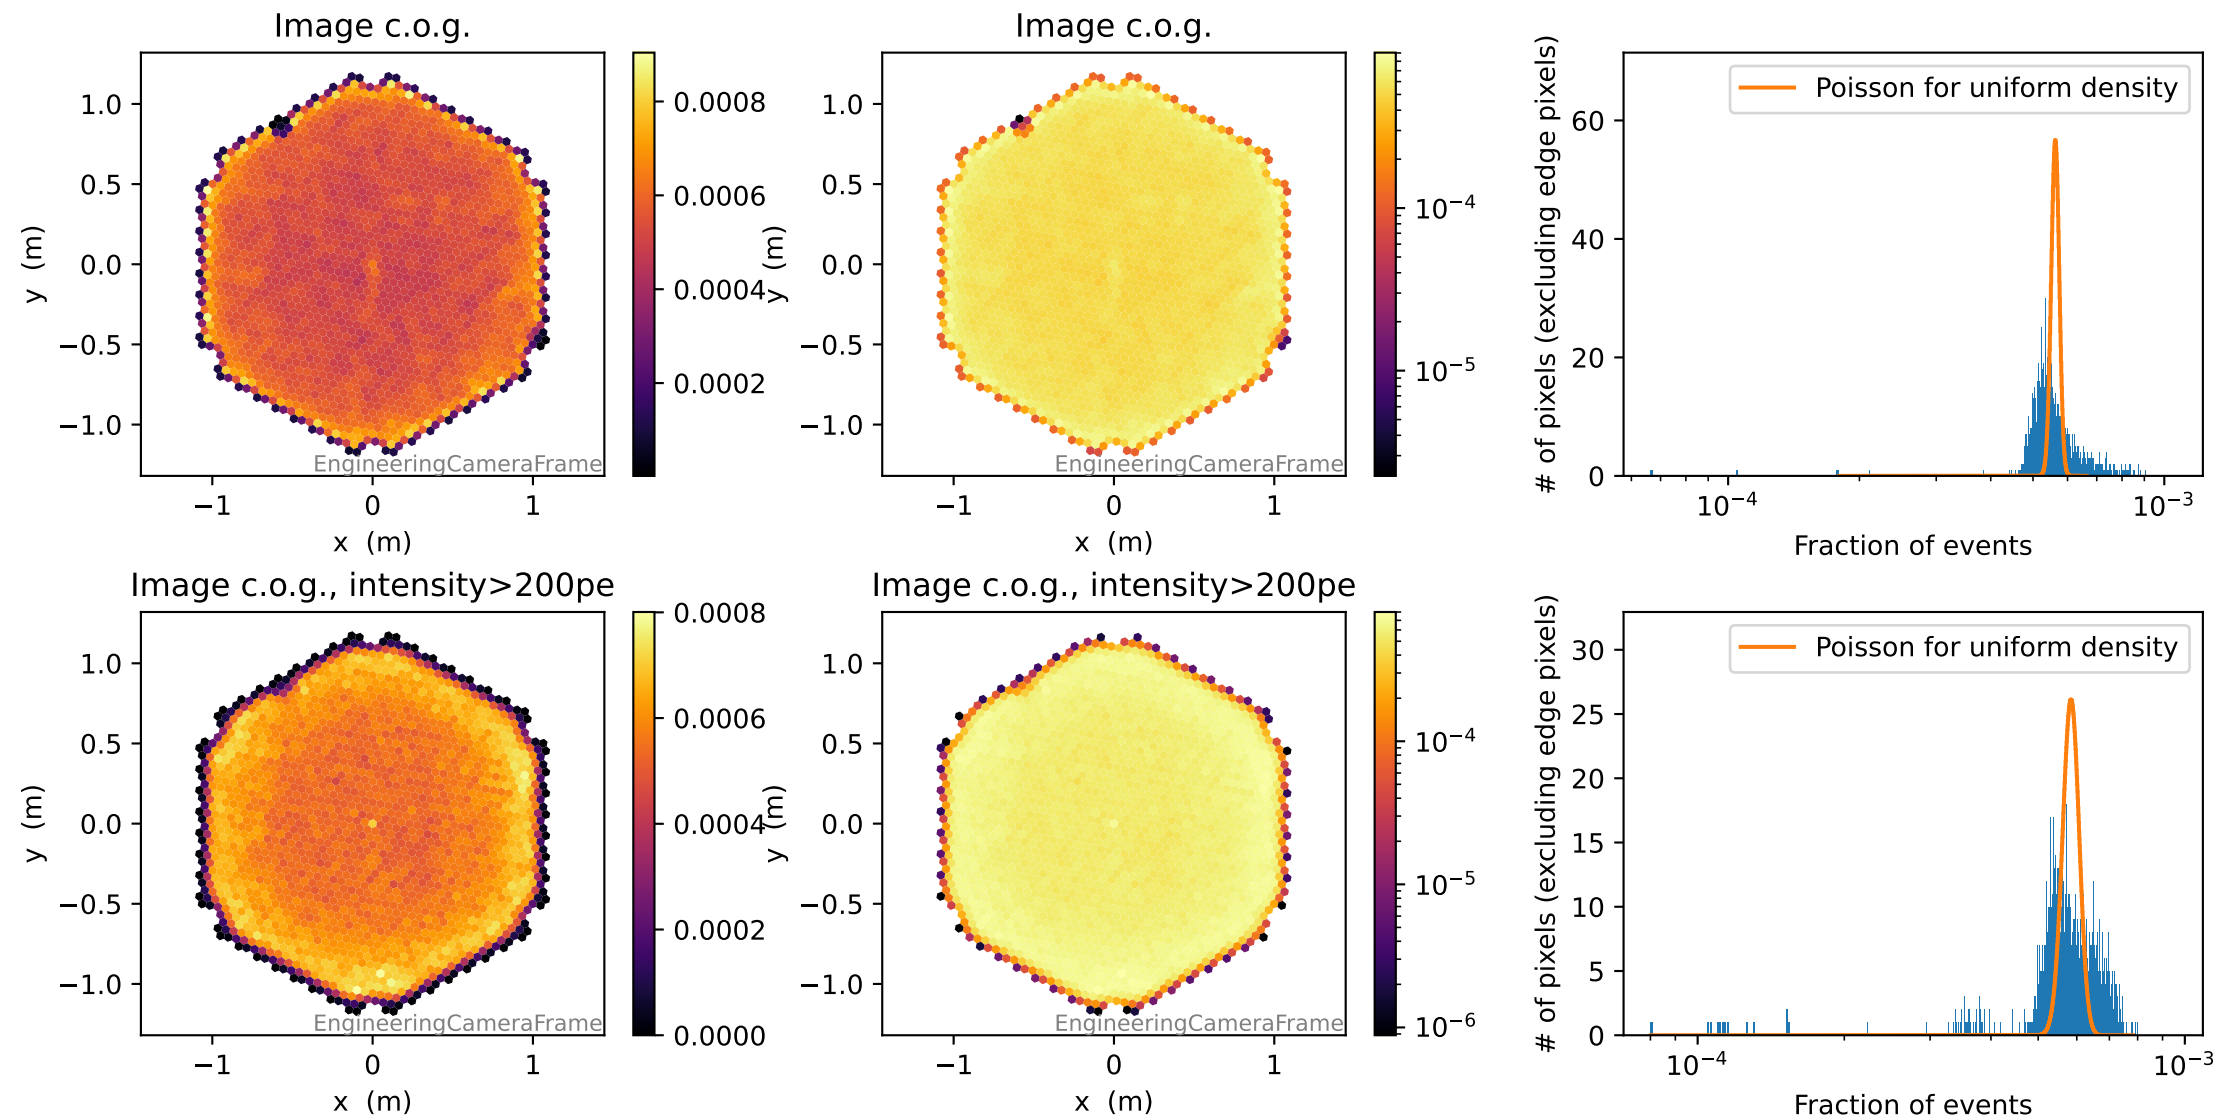 Image c.o.g.
1.0
0.5
0.0
−0.5
−1.0
y (m)
−1
0
1
x (m)
EngineeringCameraFrame
0.0008
0.0006
0.0004
0.0002
Image c.o.g.
1.0
0.5
0.0
−0.5
−1.0
y (m)
−1
0
1
x (m)
EngineeringCameraFrame
10⁻⁴
10⁻⁵
# of pixels (excluding edge pixels)
60
40
20
0
Poisson for uniform density
10⁻⁴
10⁻³
Fraction of events
Image c.o.g., intensity>200pe
1.0
0.5
0.0
−0.5
−1.0
y (m)
−1
0
1
x (m)
EngineeringCameraFrame
0.0008
0.0006
0.0004
0.0002
0.0000
Image c.o.g., intensity>200pe
1.0
0.5
0.0
−0.5
−1.0
y (m)
−1
0
1
x (m)
EngineeringCameraFrame
10⁻⁴
10⁻⁵
10⁻⁶
# of pixels (excluding edge pixels)
30
25
20
15
10
5
0
Poisson for uniform density
10⁻⁴
10⁻³
Fraction of events